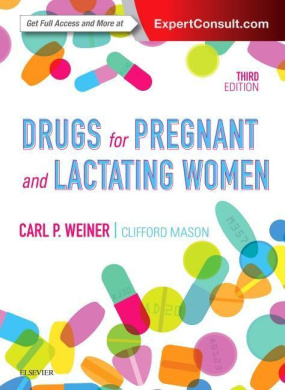 Get Full Access and More at
ExpertConsult.com
THIRD
EDITION
DRUGS for PREGNANT
and LACTATING WOMEN
CARL P. WEINER | CLIFFORD MASON
ELSEVIER